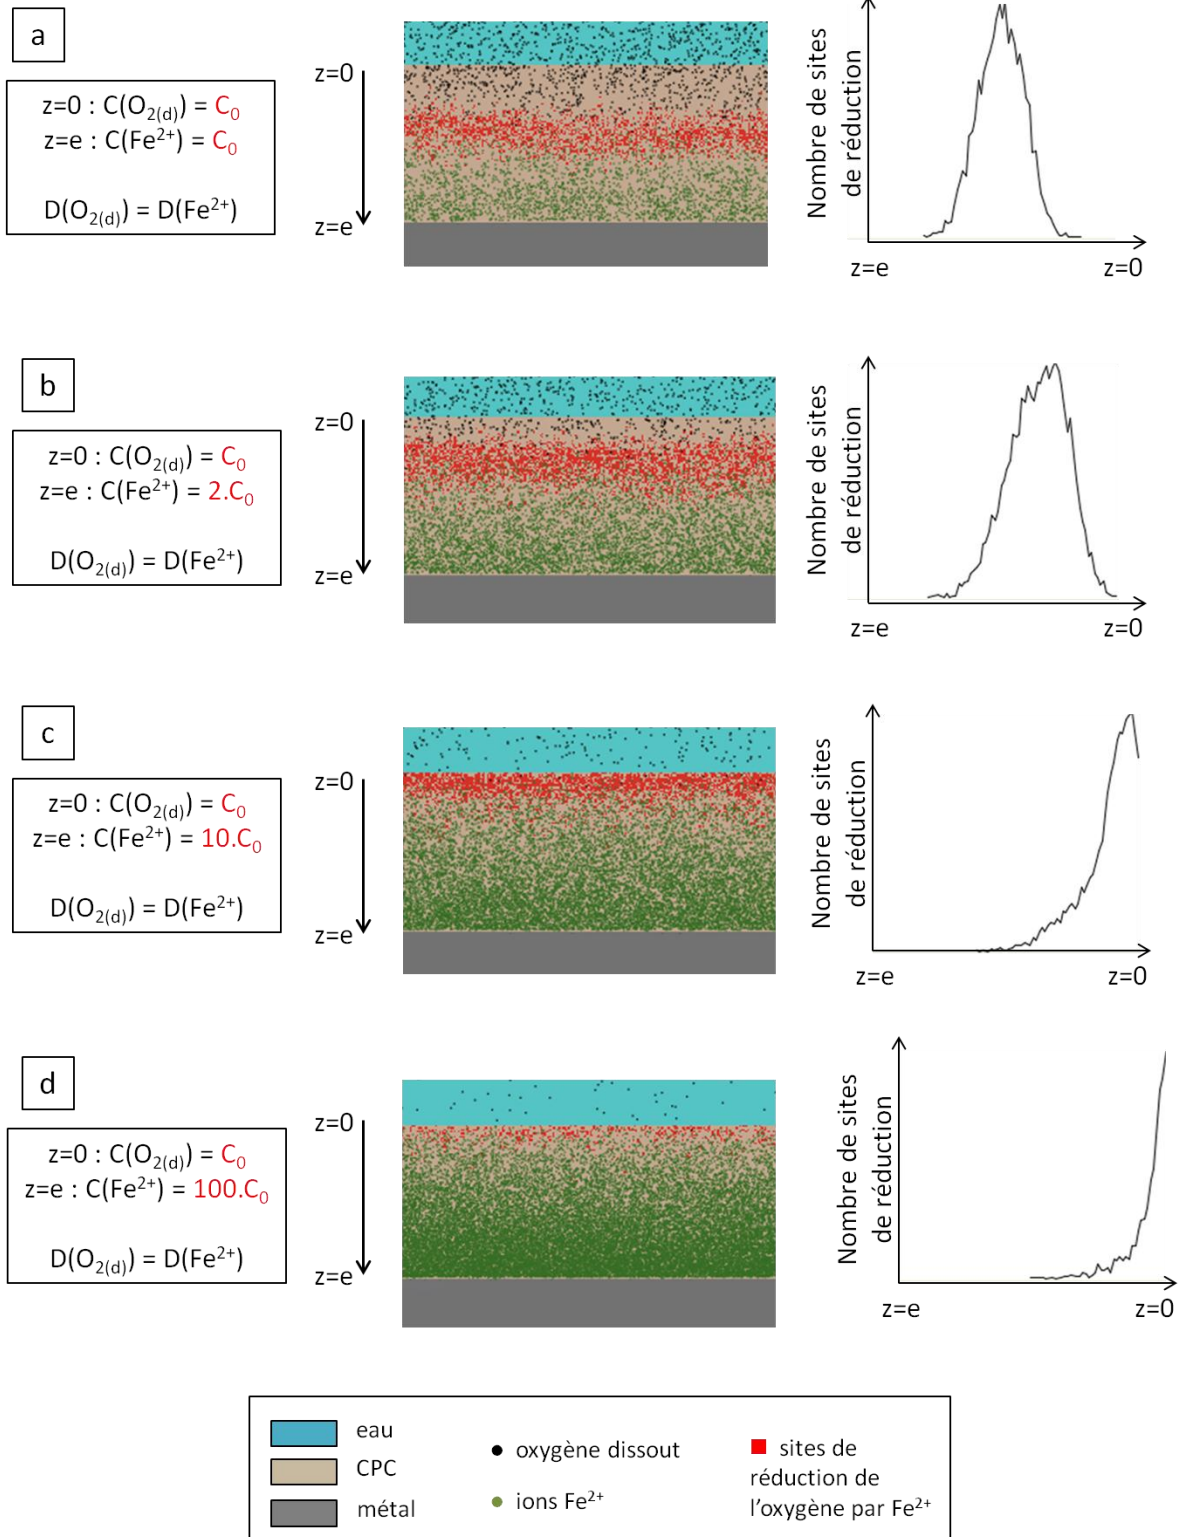 a
z=0 : C(O₂₍d₎) = C₀
z=e : C(Fe²⁺) = C₀
D(O₂₍d₎) = D(Fe²⁺)
z=0
z=e
Nombre de sites
de réduction
z=e
z=0
b
z=0 : C(O₂₍d₎) = C₀
z=e : C(Fe²⁺) = 2.C₀
D(O₂₍d₎) = D(Fe²⁺)
z=0
z=e
Nombre de sites
de réduction
z=e
z=0
c
z=0 : C(O₂₍d₎) = C₀
z=e : C(Fe²⁺) = 10.C₀
D(O₂₍d₎) = D(Fe²⁺)
z=0
z=e
Nombre de sites
de réduction
z=e
z=0
d
z=0 : C(O₂₍d₎) = C₀
z=e : C(Fe²⁺) = 100.C₀
D(O₂₍d₎) = D(Fe²⁺)
z=0
z=e
Nombre de sites
de réduction
z=e
z=0
eau
CPC
métal
oxygène dissout
ions Fe²⁺
sites de
réduction de
l'oxygène par Fe²⁺